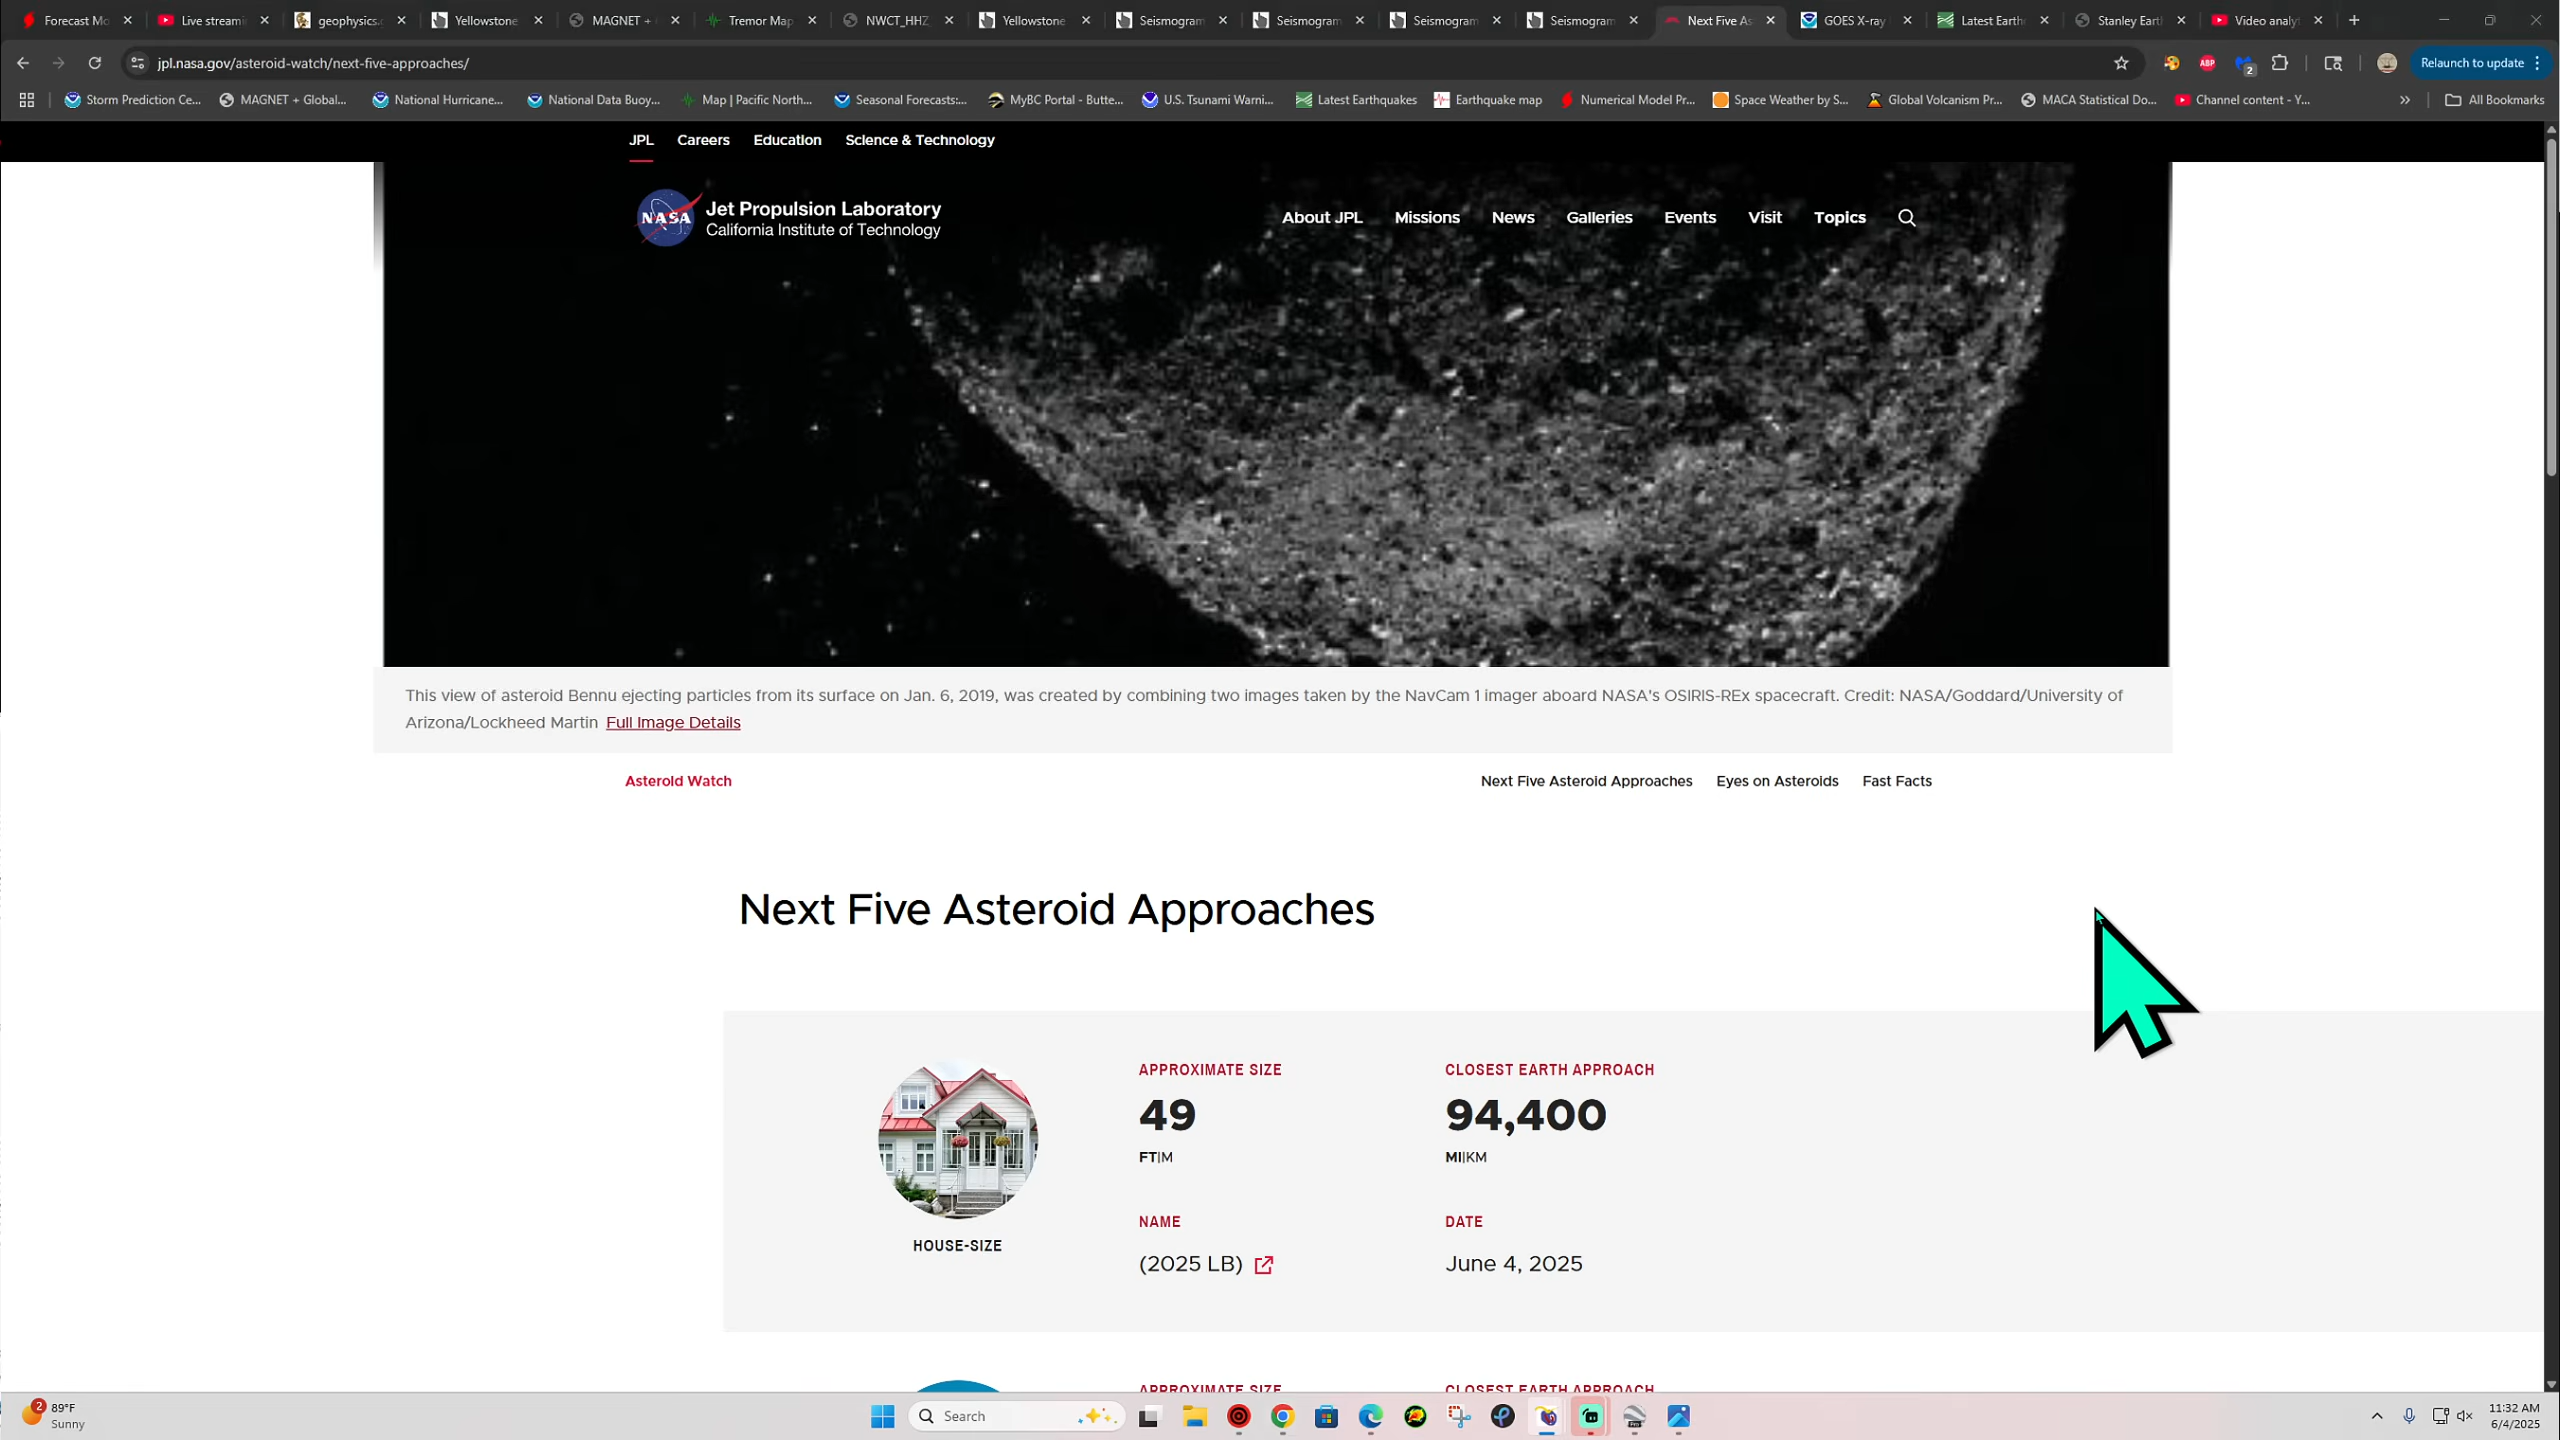 Forecast Mo
Live streami
geophysics.
Yellowstone
MAGNET +
Tremor Map
NWCT_HHZ
Yellowstone
Seismogram
Seismogram
Seismogram
Seismogram
Next Five As
GOES X-ray
Latest Earth
Stanley Eart
Video analy
jpl.nasa.gov/asteroid-watch/next-five-approaches/
ABP
2
Relaunch to update
Storm Prediction Ce...
MAGNET + Global...
National Hurricane...
National Data Buoy...
Map | Pacific North...
Seasonal Forecasts:...
MyBC Portal - Butte...
U.S. Tsunami Warni...
Latest Earthquakes
Earthquake map
Numerical Model Pr...
Space Weather by S...
Global Volcanism Pr...
MACA Statistical Do...
Channel content - Y...
All Bookmarks
JPL Careers Education Science & Technology
NASA
Jet Propulsion Laboratory
California Institute of Technology
About JPL Missions News Galleries Events Visit Topics
This view of asteroid Bennu ejecting particles from its surface on Jan. 6, 2019, was created by combining two images taken by the NavCam 1 imager aboard NASA's OSIRIS-REx spacecraft. Credit: NASA/Goddard/University of
Arizona/Lockheed Martin Full Image Details
Asteroid Watch
Next Five Asteroid Approaches Eyes on Asteroids Fast Facts
Next Five Asteroid Approaches
APPROXIMATE SIZE
49
FT|M
CLOSEST EARTH APPROACH
94,400
MI|KM
HOUSE-SIZE
NAME
(2025 LB)
DATE
June 4, 2025
APPROXIMATE SIZE
CLOSEST EARTH APPROACH
2
89°F
Sunny
Search
11:32 AM
6/4/2025